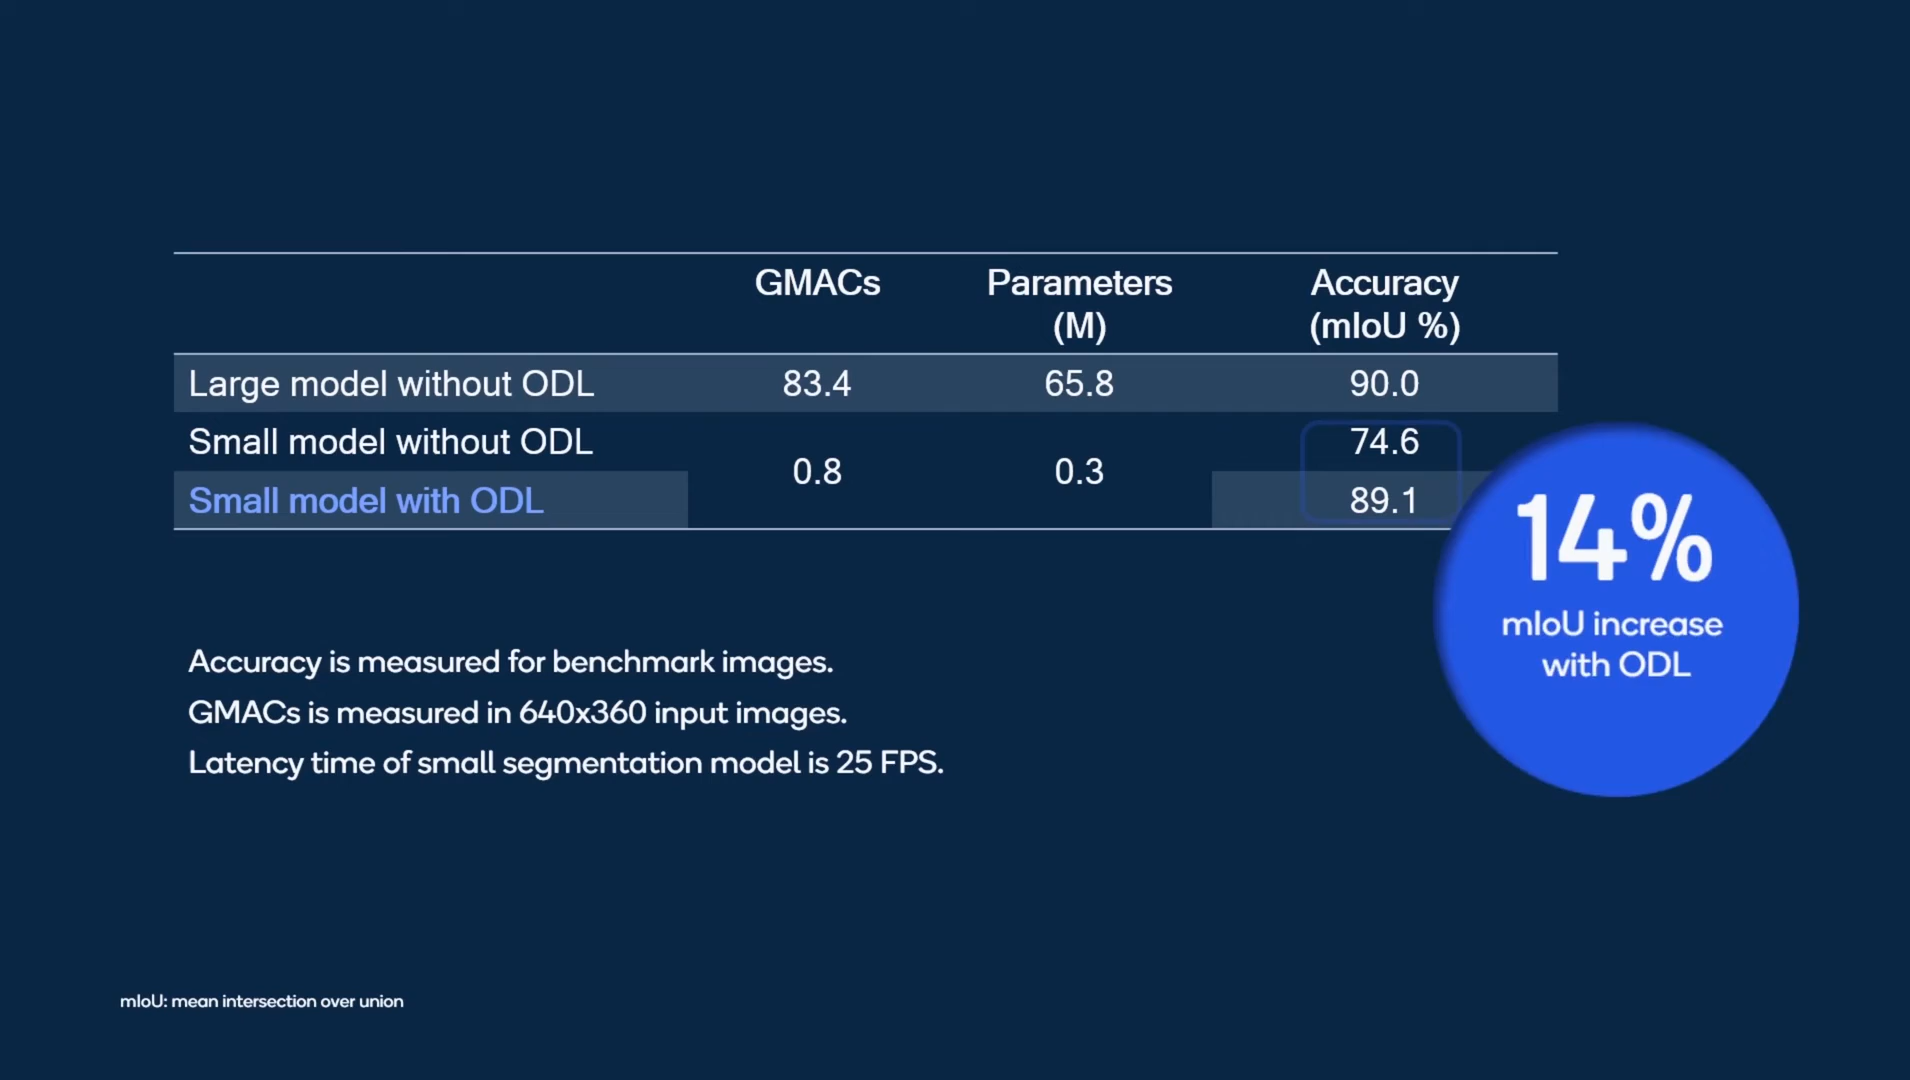 GMACs Parameters Accuracy
(M) (mIoU %)
Large model without ODL 83.4 65.8 90.0
Small model without ODL 74.6
0.8 0.3
Small model with ODL 89.1
14%
mIoU increase
with ODL
Accuracy is measured for benchmark images.
GMACs is measured in 640x360 input images.
Latency time of small segmentation model is 25 FPS.
mIoU: mean intersection over union